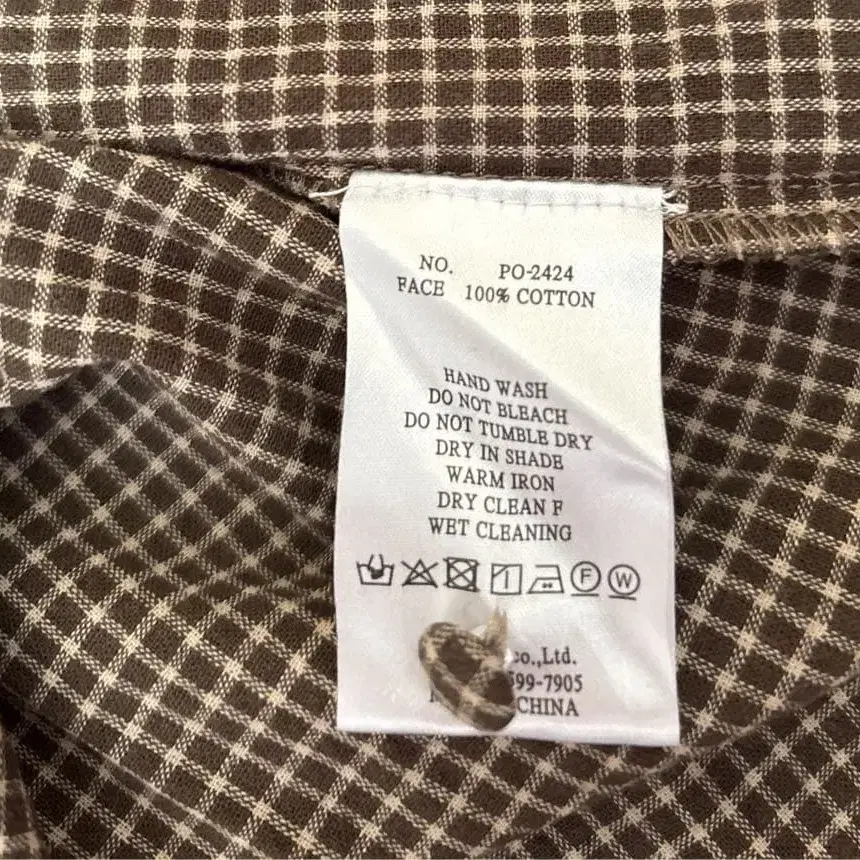 NO. PO-2424
FACE 100% COTTON
HAND WASH
DO NOT BLEACH
DO NOT TUMBLE DRY
DRY IN SHADE
WARM IRON
DRY CLEAN F
WET CLEANING
F W
co.,Ltd.
599-7905
CHINA